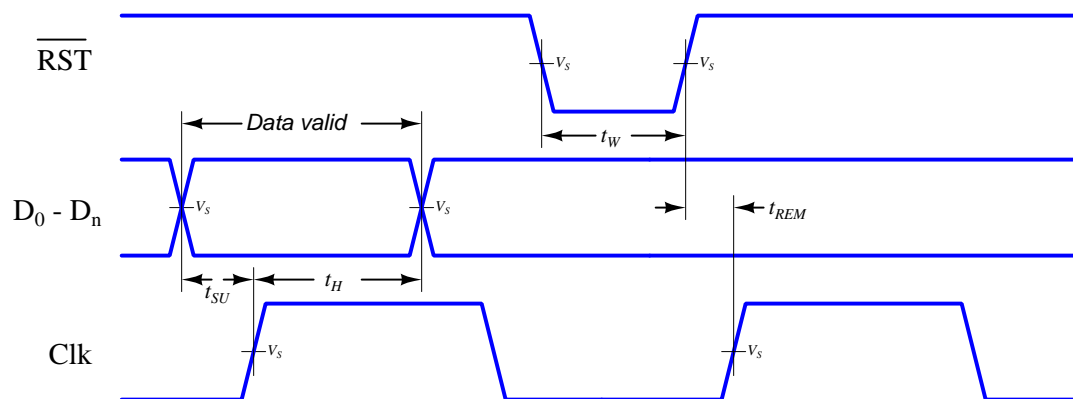 RST
V_S
V_S
Data valid
t_W
D_0 - D_n
V_S
V_S
t_REM
t_SU
t_H
Clk
V_S
V_S